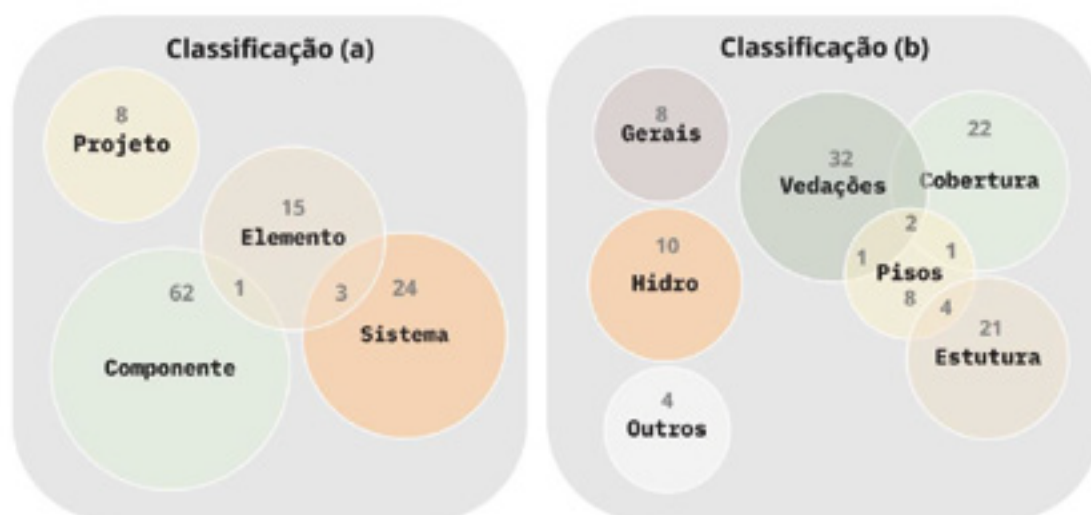 Classificação (a)
8
Projeto
15
Elemento
62
1
3
24
Sistema
Componente
Classificação (b)
8
Gerais
32
Vedações
22
Cobertura
2
1
1
Pisos
8
4
10
Hidro
21
Estutura
4
Outros